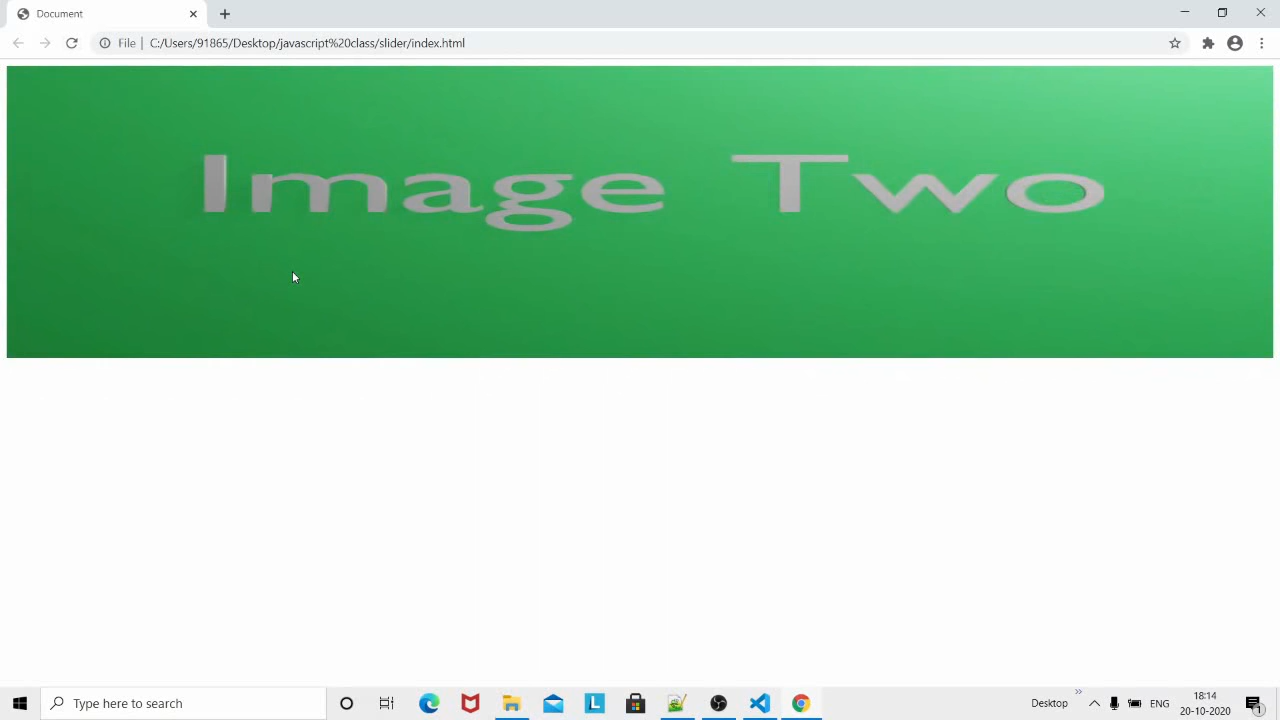 Document
File
C:/Users/91865/Desktop/javascript%20class/slider/index.html
Image Two
Type here to search
L
Desktop
ENG
18:14
20-10-2020
1